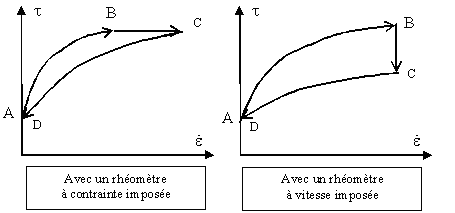 τ
B
C
A
D
ε̇
Avec un rhéomètre
à contrainte imposée
τ
B
C
A
D
ε̇
Avec un rhéomètre
à vitesse imposée